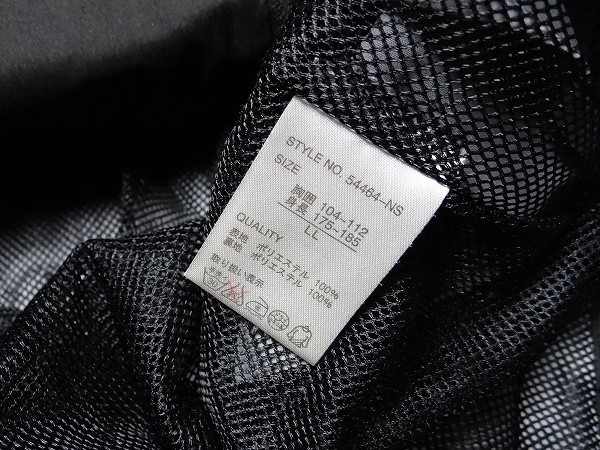 STYLE NO. 54464-NS
SIZE
胸囲 104-112
身長 175-185
LL
QUALITY
表地 ポリエステル 100%
裏地 ポリエステル 100%
取り扱い表示